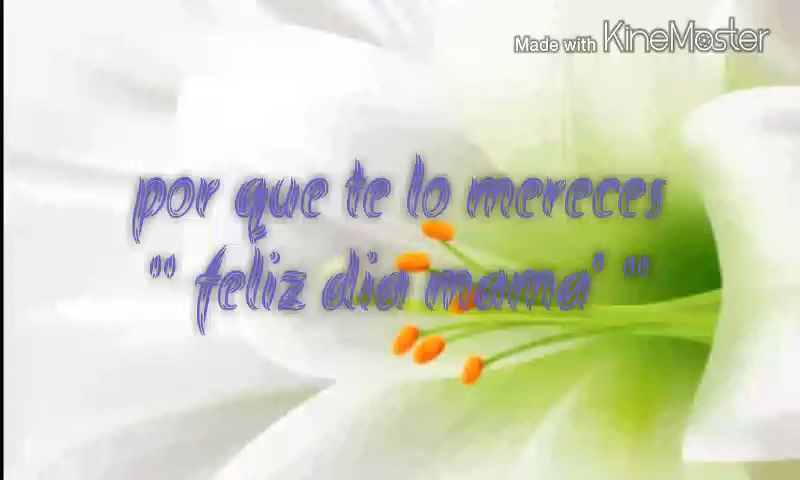 Made with KineMaster
por que te lo mereces
" feliz dia mama' "